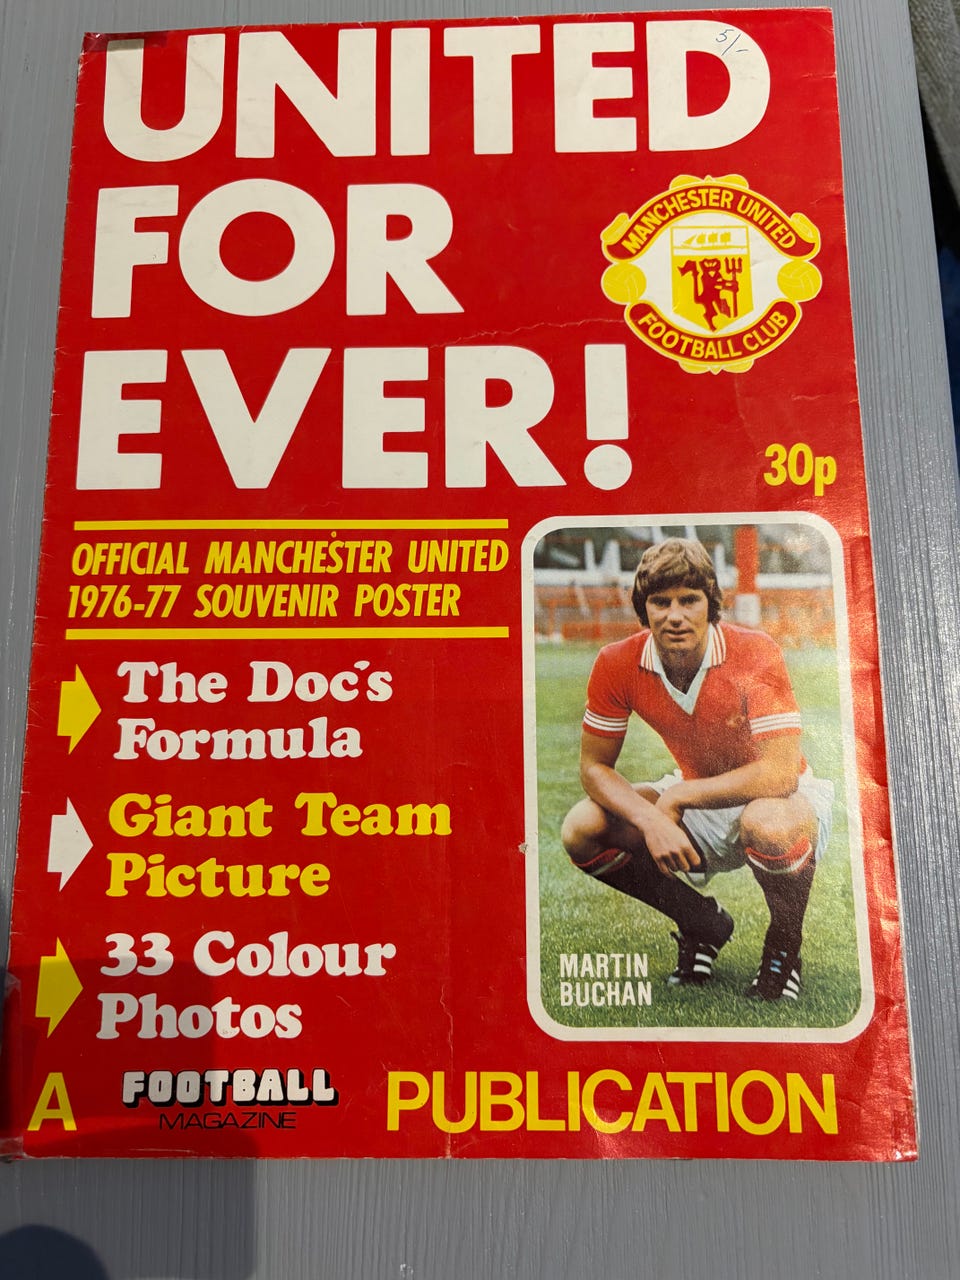 UNITED
5/-
FOR
EVER!
MANCHESTER UNITED
FOOTBALL CLUB
30p
OFFICIAL MANCHESTER UNITED
1976-77 SOUVENIR POSTER
The Doc's
Formula
Giant Team
Picture
33 Colour
Photos
MARTIN
BUCHAN
A FOOTBALL MAGAZINE PUBLICATION